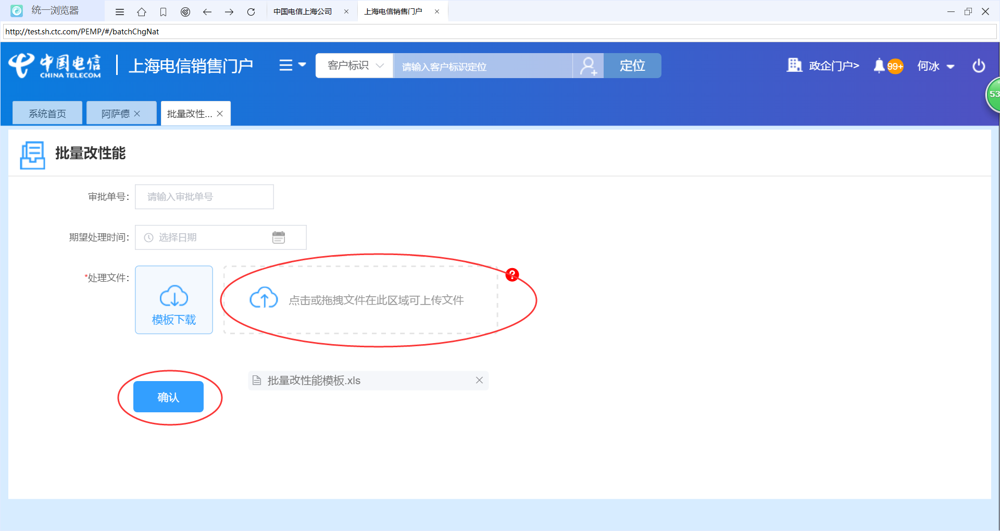 统一浏览器
中国电信上海公司
上海电信销售门户
http://test.sh.ctc.com/PEMP/#/batchChgNat
中国电信
CHINA TELECOM
上海电信销售门户
客户标识
请输入客户标识定位
定位
政企门户>
99+
何冰
53
系统首页
阿萨德
批量改性...
批量改性能
审批单号：
请输入审批单号
期望处理时间：
选择日期
*处理文件：
模板下载
点击或拖拽文件在此区域可上传文件
?
批量改性能模板.xls
确认